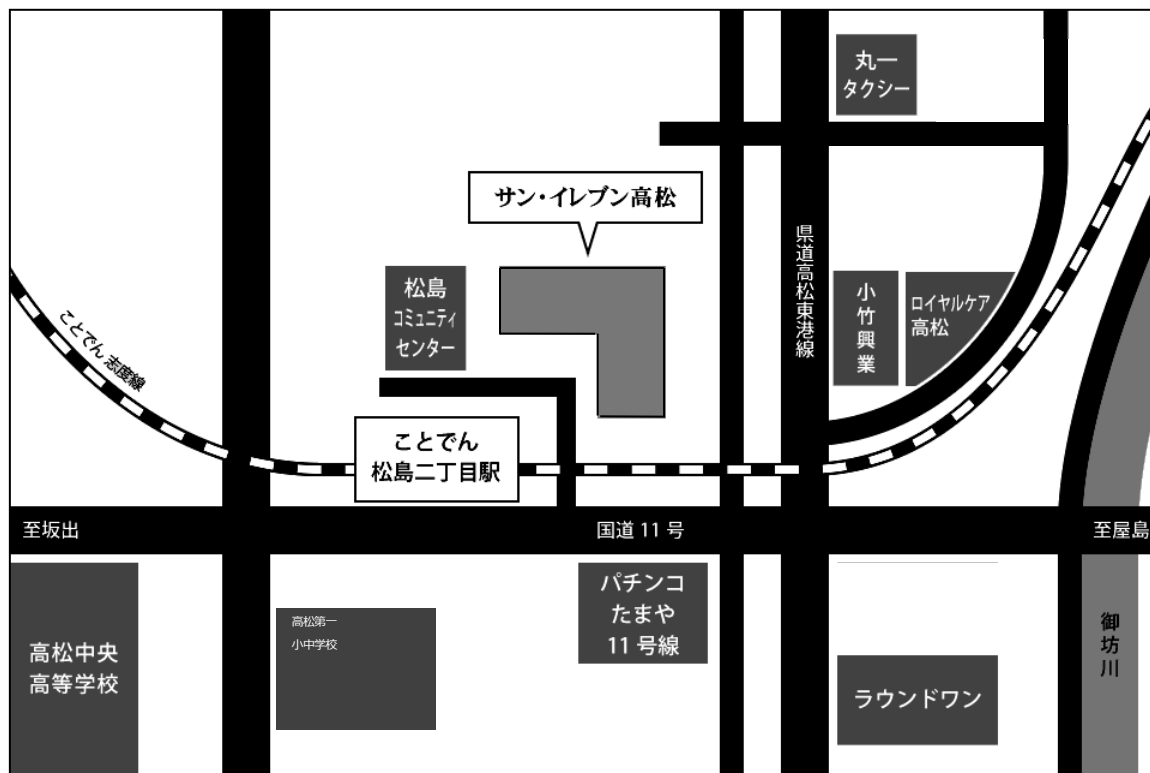 丸一
タクシー
サン・イレブン高松
県道高松東港線
松島
コミュニティ
センター
小竹興業
ロイヤルケア
高松
ことでん 志度線
ことでん
松島二丁目駅
至坂出
国道 11 号
至屋島
高松中央
高等学校
高松第一
小中学校
パチンコ
たまや
11 号線
ラウンドワン
御坊川